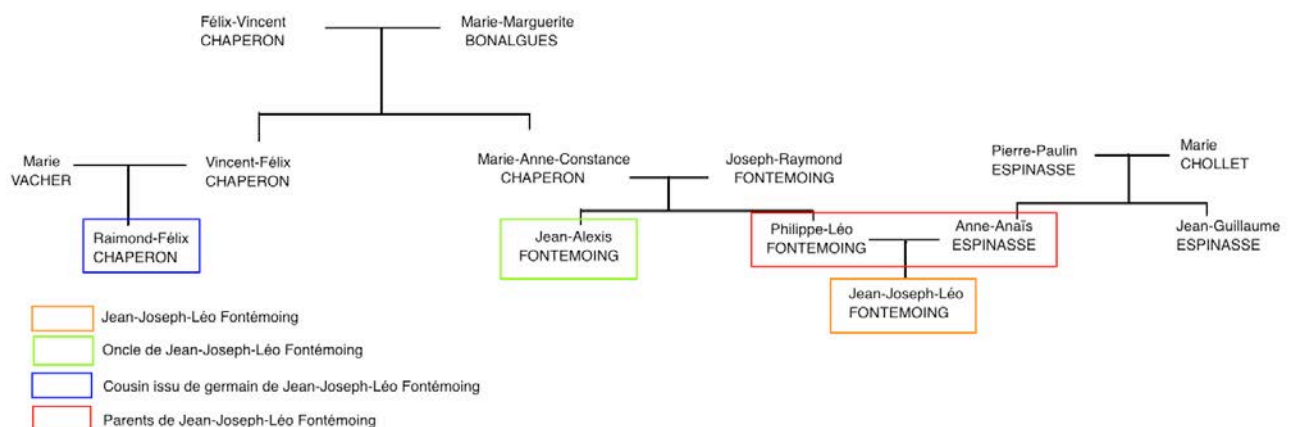 Félix-Vincent
CHAPERON
Marie-Marguerite
BONALGUES
Marie
VACHER
Vincent-Félix
CHAPERON
Marie-Anne-Constance
CHAPERON
Joseph-Raymond
FONTEMOING
Pierre-Paulin
ESPINASSE
Marie
CHOLLET
Raimond-Félix
CHAPERON
Jean-Alexis
FONTEMOING
Philippe-Léo
FONTEMOING
Anne-Anaïs
ESPINASSE
Jean-Guillaume
ESPINASSE
Jean-Joseph-Léo
FONTEMOING
Jean-Joseph-Léo Fontémoing
Oncle de Jean-Joseph-Léo Fontémoing
Cousin issu de germain de Jean-Joseph-Léo Fontémoing
Parents de Jean-Joseph-Léo Fontémoing